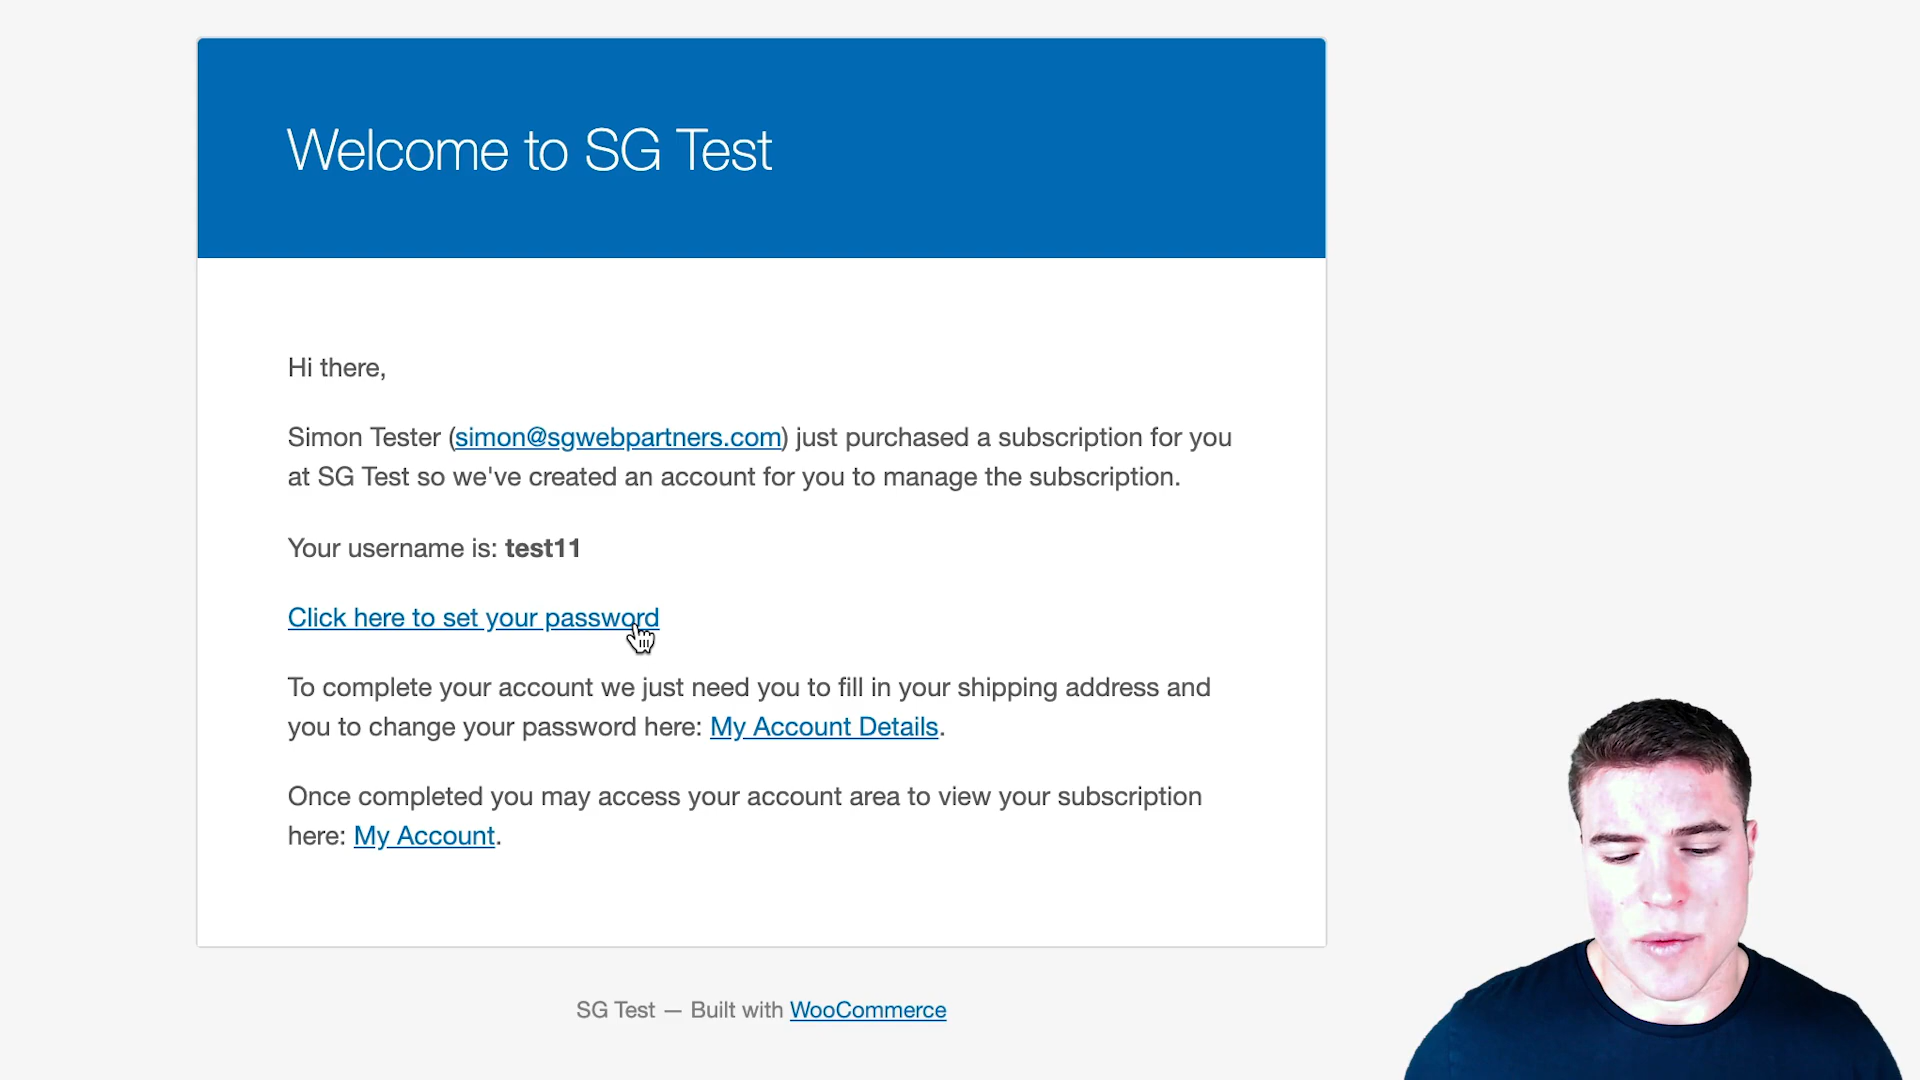 Welcome to SG Test
Hi there,
Simon Tester (simon@sgwebpartners.com) just purchased a subscription for you
at SG Test so we've created an account for you to manage the subscription.
Your username is: test11
Click here to set your password
To complete your account we just need you to fill in your shipping address and
you to change your password here: My Account Details.
Once completed you may access your account area to view your subscription
here: My Account.
SG Test — Built with WooCommerce